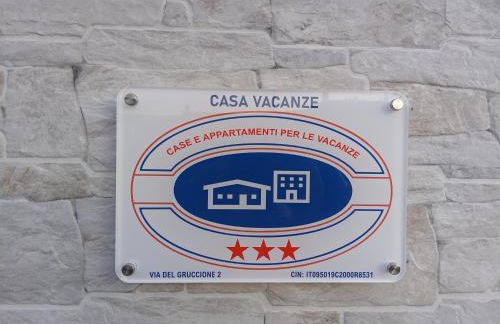 CASA VACANZE
CASE E APPARTAMENTI PER LE VACANZE
VIA DEL GRUCCIONE 2 CIN: IT095019C2000R8531